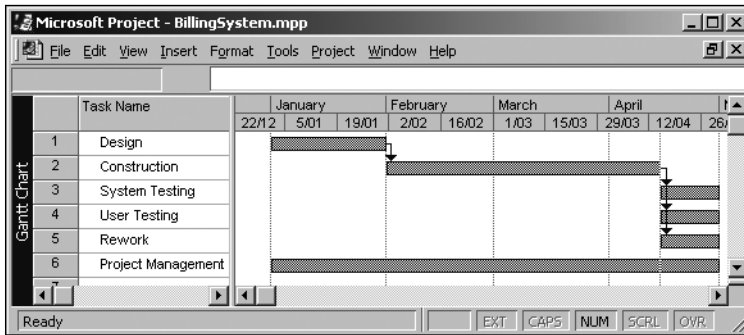 Microsoft Project - BillingSystem.mpp
File Edit View Insert Format Tools Project Window Help
Task Name January February March April
22/12 5/01 19/01 2/02 16/02 1/03 15/03 29/03 12/04 26/
1 Design
2 Construction
3 System Testing
4 User Testing
5 Rework
6 Project Management
Gantt Chart
Ready EXT CAPS NUM SCRL OVR